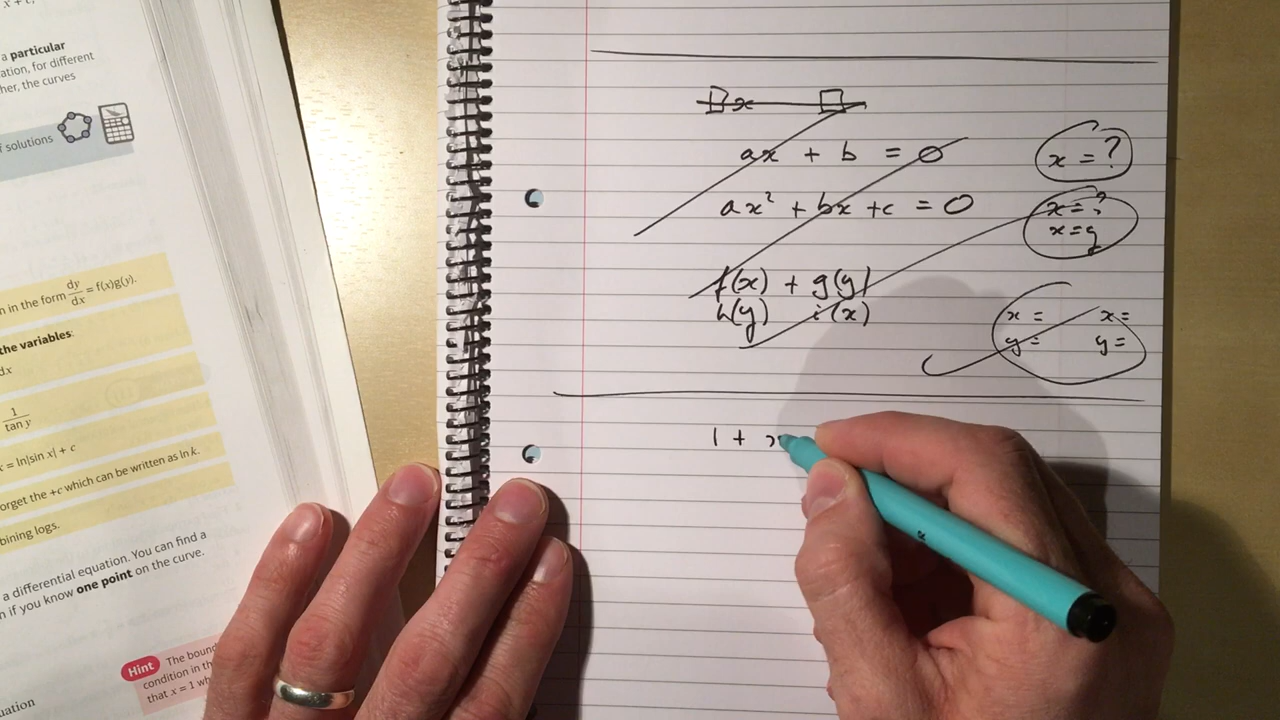 x + c,
a particular
ation, for different
her, the curves
f solutions
n in the form dy/dx = f(x)g(y).
the variables:
dx
1/tan y
x = ln|sin x| + c
orget the +c which can be written as ln k.
bining logs.
a differential equation. You can find a
n if you know one point on the curve.
Hint The bound
condition in th
that x = 1 wh
uation
□x □
ax + b = 0
x = ?
ax² + bx + c = 0
x = ?
x = y
f(x) + g(y)
h(y) i(x)
x = x =
y = y =
1 + x